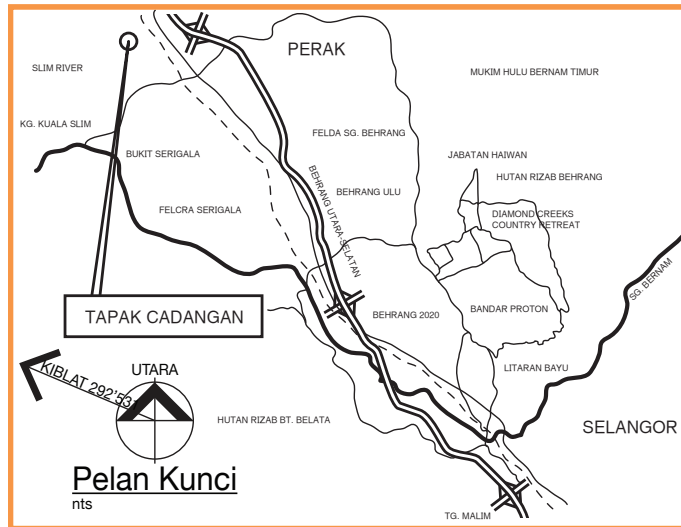 PERAK
SLIM RIVER
MUKIM HULU BERNAM TIMUR
KG. KUALA SLIM
FELDA SG. BEHRANG
BUKIT SERIGALA
JABATAN HAIWAN
HUTAN RIZAB BEHRANG
BEHRANG ULU
BEHRANG UTARA-SELATAN
FELCRA SERIGALA
DIAMOND CREEKS
COUNTRY RETREAT
SG. BERNAM
TAPAK CADANGAN
BEHRANG 2020
BANDAR PROTON
KIBLAT 292'53"
UTARA
LITARAN BAYU
HUTAN RIZAB BT. BELATA
SELANGOR
Pelan Kunci
nts
TG. MALIM